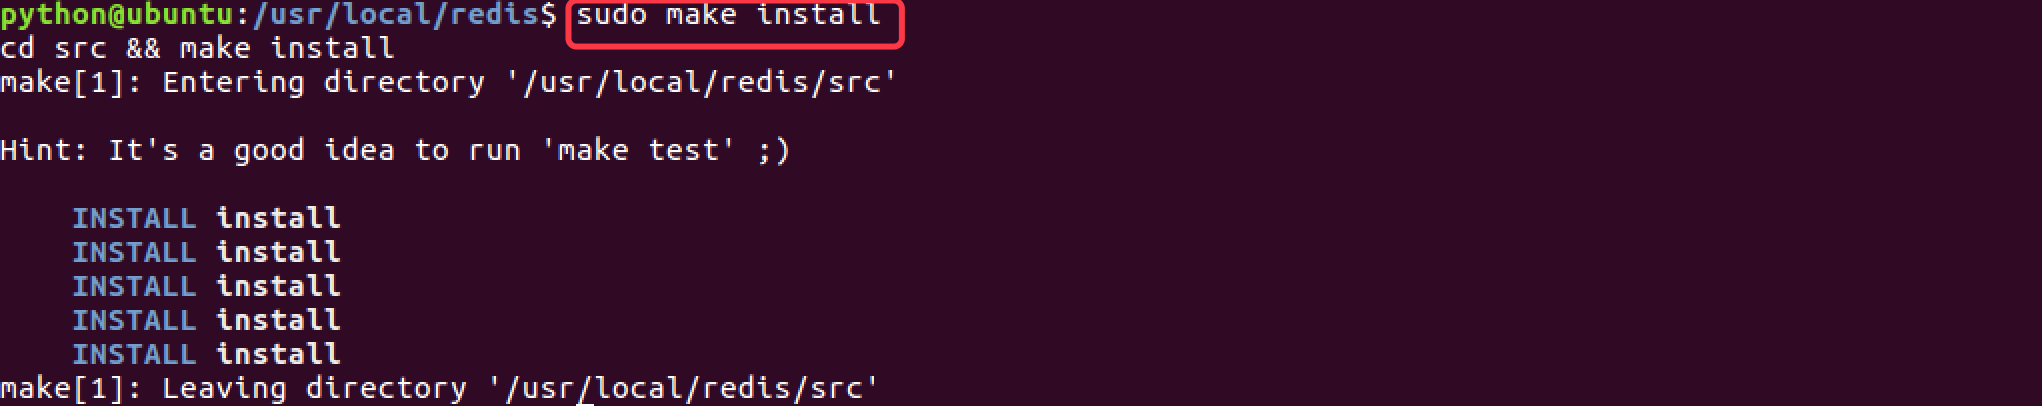 python@ubuntu:/usr/local/redis$ sudo make install
cd src && make install
make[1]: Entering directory '/usr/local/redis/src'
Hint: It's a good idea to run 'make test' ;)
INSTALL install
INSTALL install
INSTALL install
INSTALL install
INSTALL install
make[1]: Leaving directory '/usr/local/redis/src'